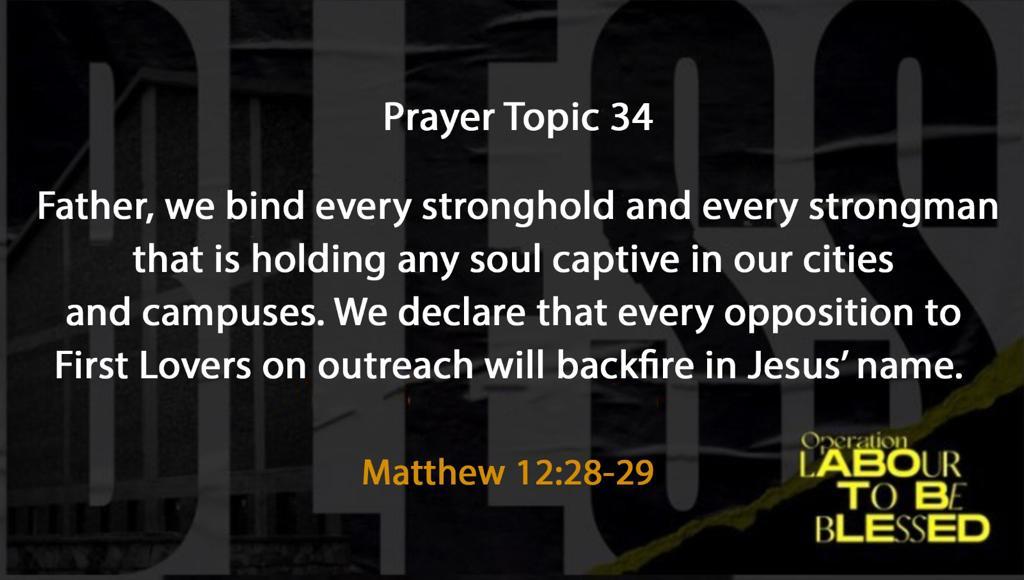 BLESS
Prayer Topic 34
Father, we bind every stronghold and every strongman
that is holding any soul captive in our cities
and campuses. We declare that every opposition to
First Lovers on outreach will backfire in Jesus’ name.
Matthew 12:28-29
Operation
LABOUR
TO BE
BLESSED